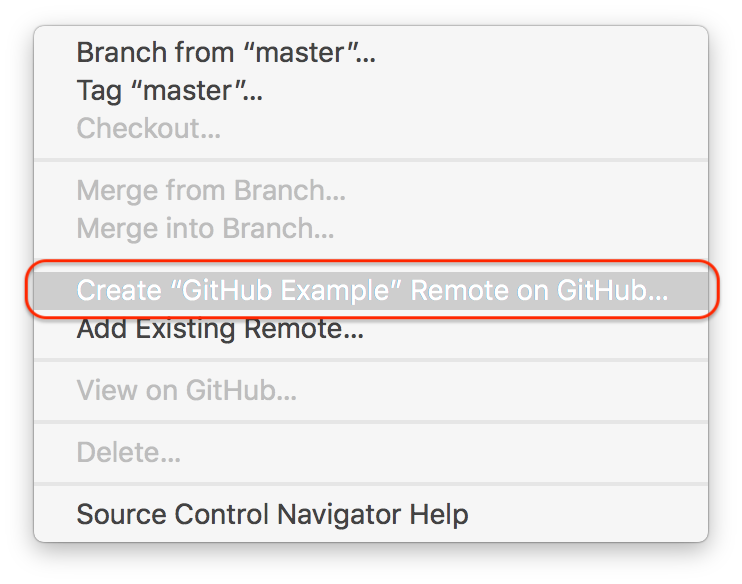 Branch from “master”...
Tag “master”...
Checkout...
Merge from Branch...
Merge into Branch...
Create “GitHub Example” Remote on GitHub...
Add Existing Remote...
View on GitHub...
Delete...
Source Control Navigator Help